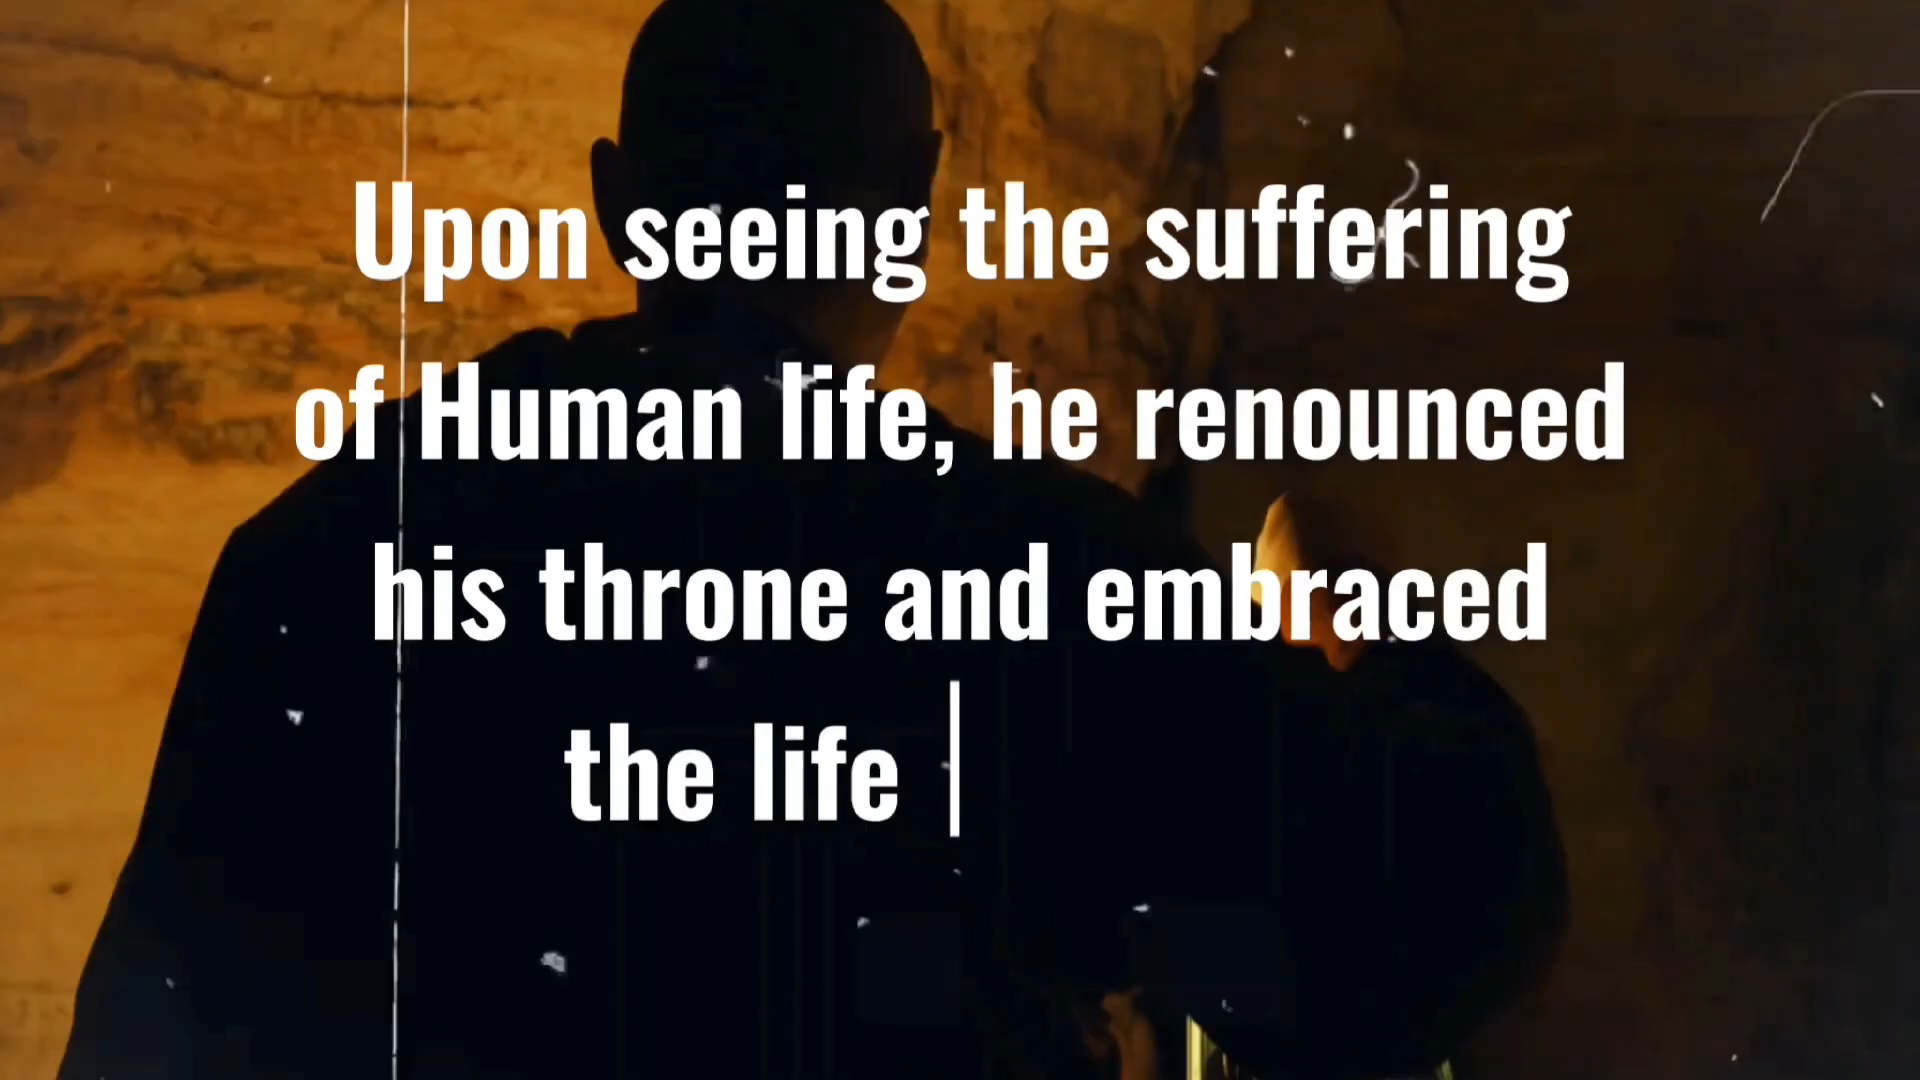 Upon seeing the suffering
of Human life, he renounced
his throne and embraced
the life